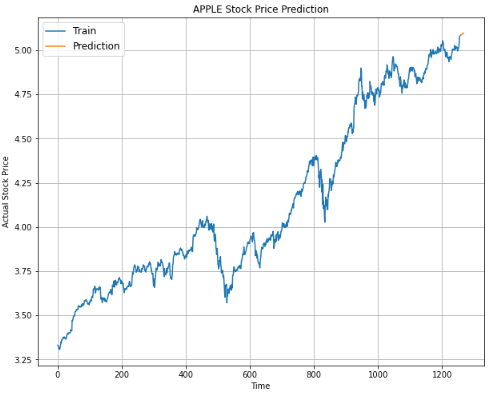 APPLE Stock Price Prediction
Train
Prediction
Actual Stock Price
5.00
4.75
4.50
4.25
4.00
3.75
3.50
3.25
0 200 400 600 800 1000 1200
Time